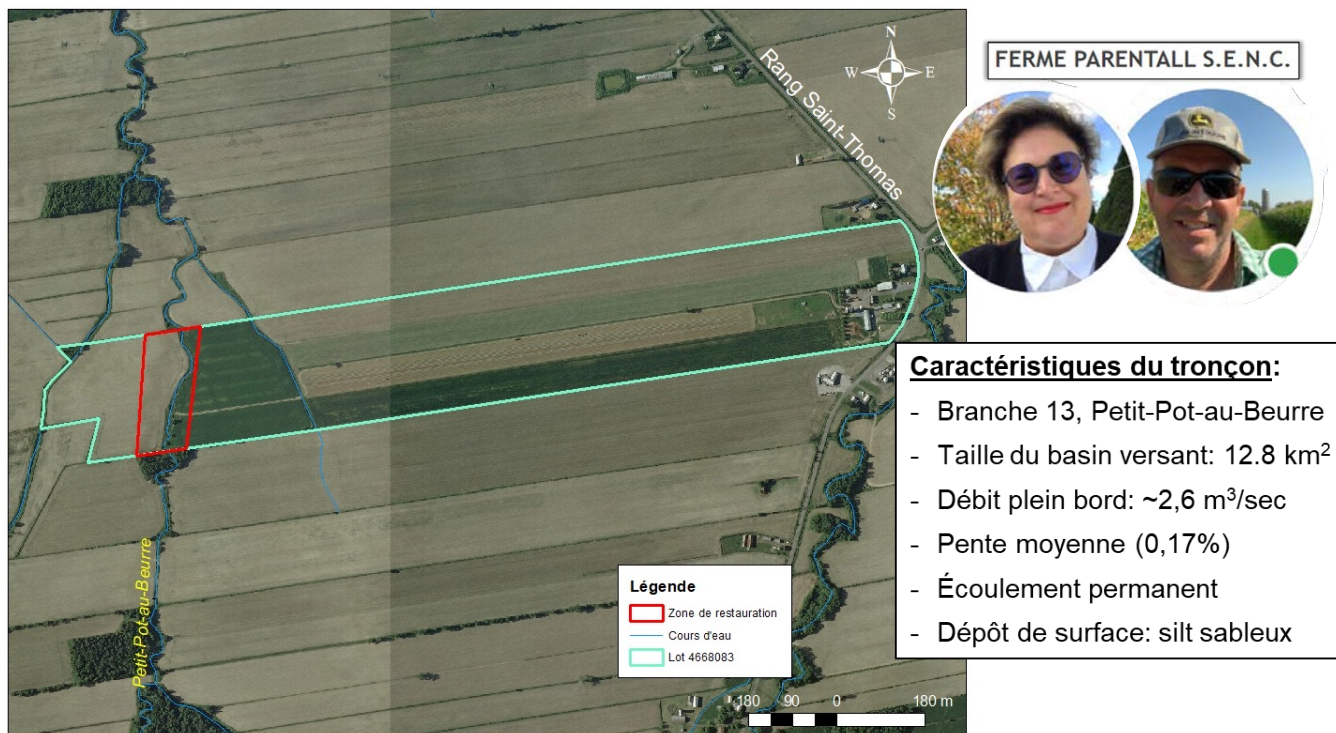 FERME PARENTALL S.E.N.C.
N
W E
S
Rang Saint-Thomas
Petit-Pot-au-Beurre
Caractéristiques du tronçon:
- Branche 13, Petit-Pot-au-Beurre
- Taille du basin versant: 12.8 km²
- Débit plein bord: ~2,6 m³/sec
- Pente moyenne (0,17%)
- Écoulement permanent
- Dépôt de surface: silt sableux
Légende
Zone de restauration
Cours d'eau
Lot 4668083
180 90 0 180 m